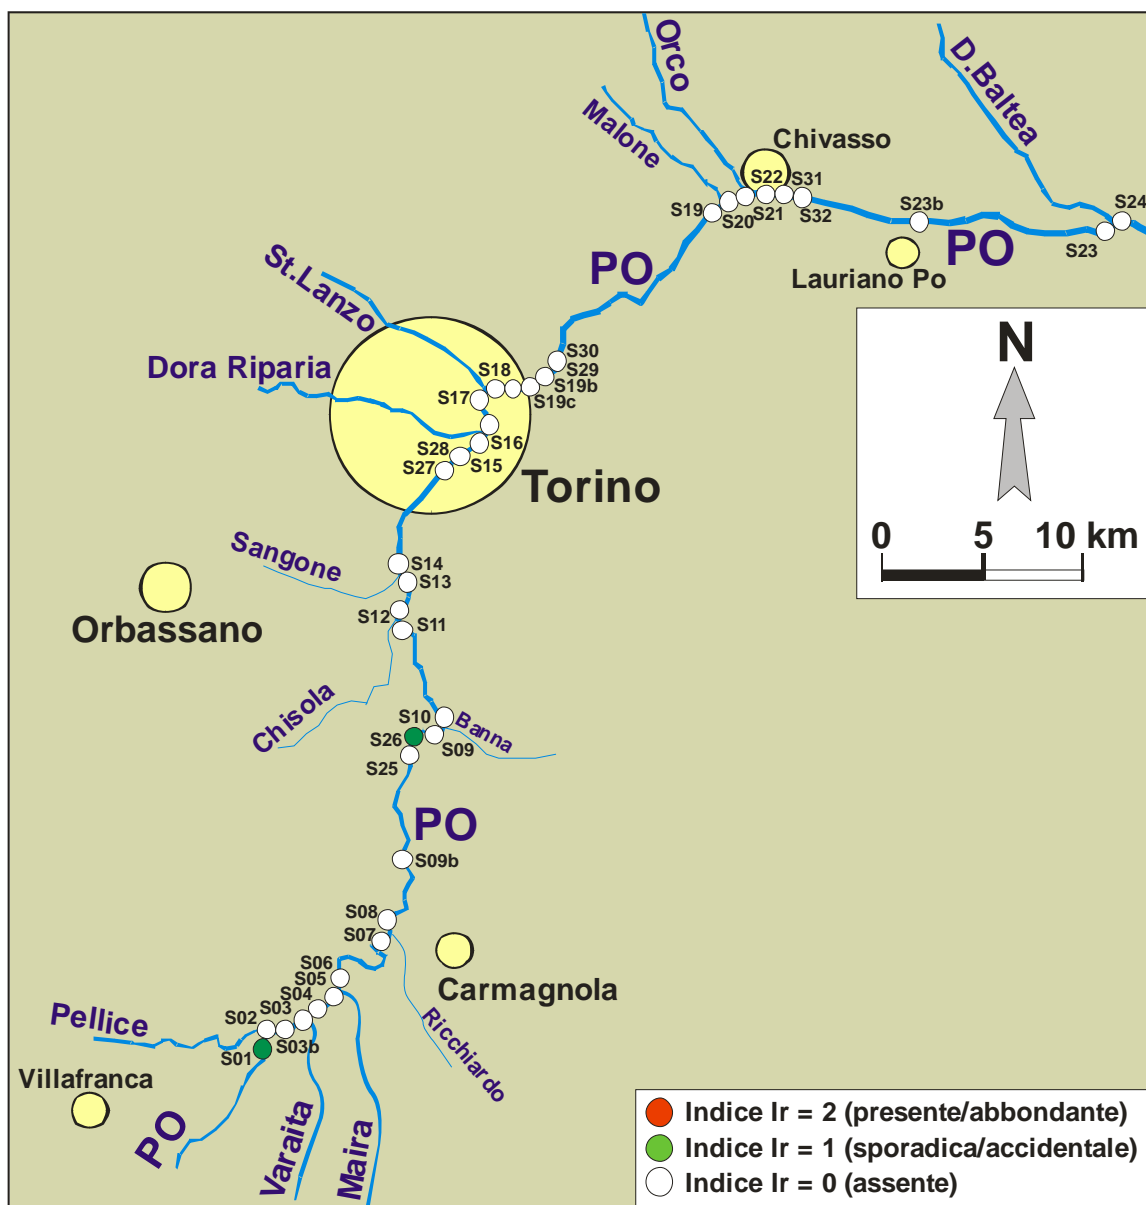 Orco
D.Baltea
Malone
Chivasso
S22
S31
S19
S20
S21
S32
S23b
S24
S23
PO
PO
Lauriano Po
St.Lanzo
Dora Riparia
S30
S29
S18
S19b
S17
S19c
S16
S28
S15
S27
Torino
N
0 5 10 km
Sangone
S14
S13
S12
S11
Orbassano
Chisola
S10
Banna
S26
S09
S25
PO
S09b
S08
S07
S06
S05
Carmagnola
S04
S03
S02
Pellice
S03b
S01
Ricchiardo
Villafranca
PO
Varaita
Maira
Indice Ir = 2 (presente/abbondante)
Indice Ir = 1 (sporadica/accidentale)
Indice Ir = 0 (assente)